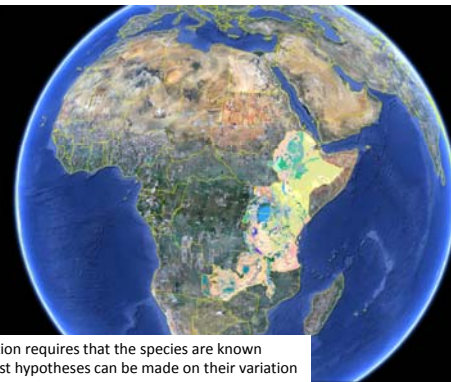 ion requires that the species are known
st hypotheses can be made on their variation